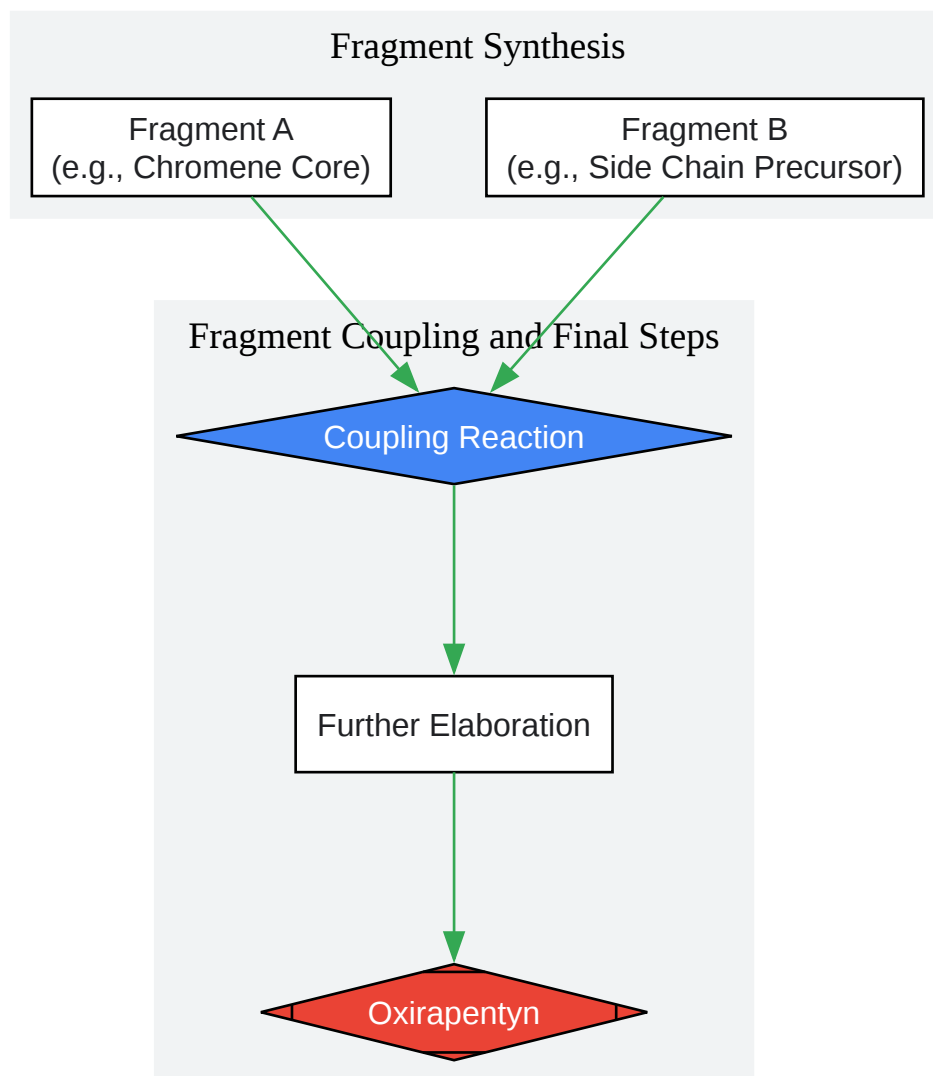 Fragment Synthesis
Fragment A
(e.g., Chromene Core)
Fragment B
(e.g., Side Chain Precursor)
Fragment Coupling and Final Steps
Coupling Reaction
Further Elaboration
Oxirapentyn